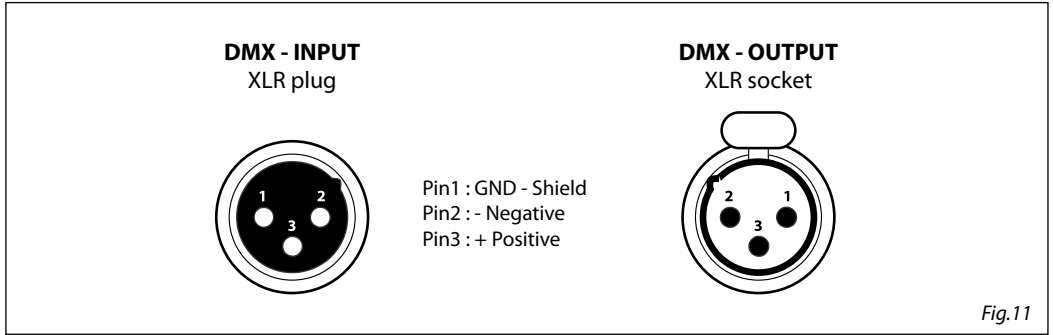 DMX - INPUT
XLR plug
1
2
3
Pin1 : GND - Shield
Pin2 : - Negative
Pin3 : + Positive
DMX - OUTPUT
XLR socket
2
1
3
Fig.11